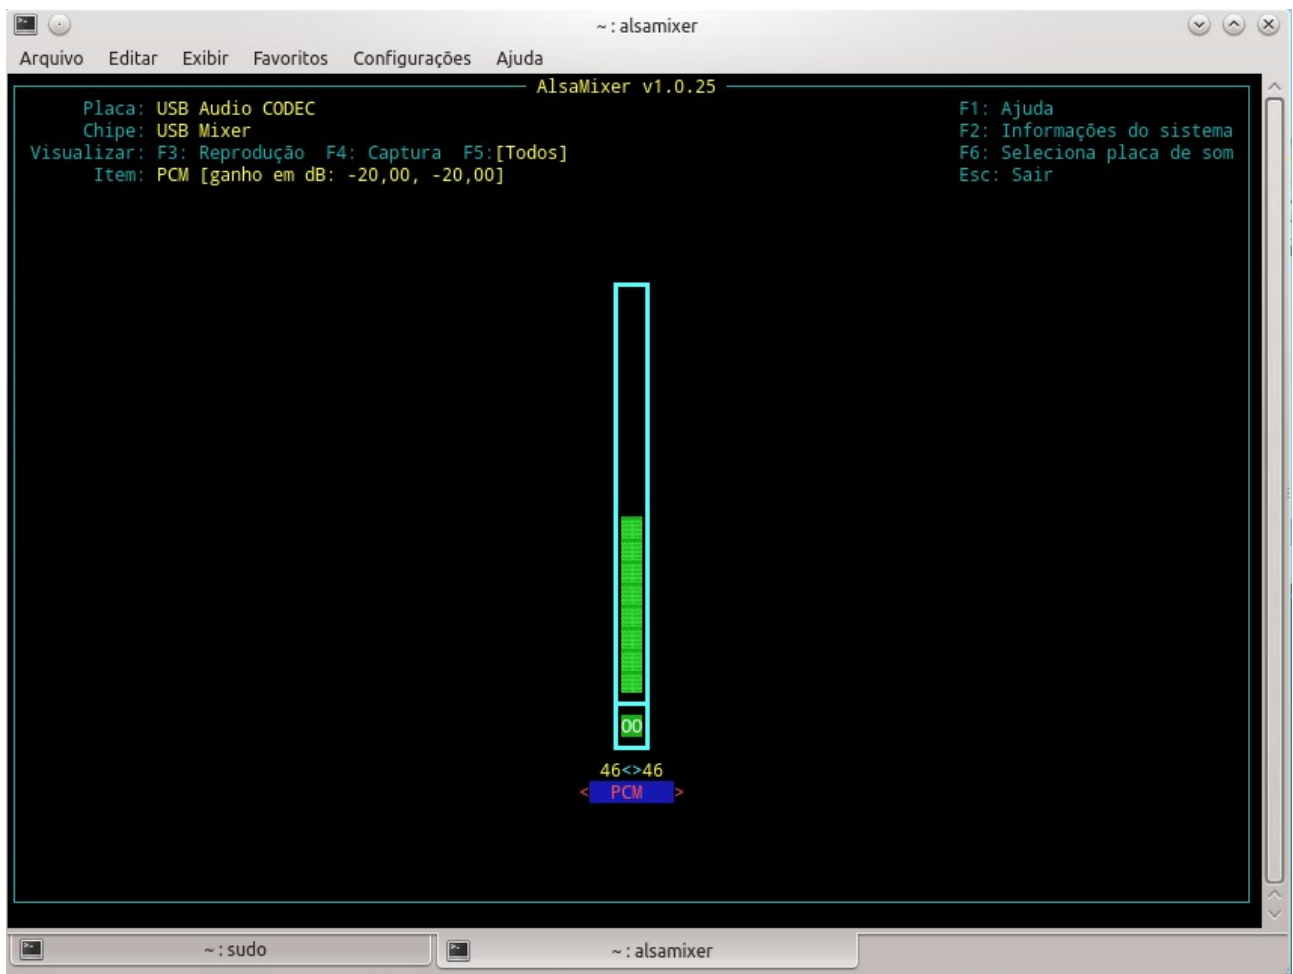 ~ : alsamixer
Arquivo Editar Exibir Favoritos Configurações Ajuda
AlsaMixer v1.0.25
Placa: USB Audio CODEC F1: Ajuda
Chipe: USB Mixer F2: Informações do sistema
Visualizar: F3: Reprodução F4: Captura F5:[Todos] F6: Seleciona placa de som
Item: PCM [ganho em dB: -20,00, -20,00] Esc: Sair
OO
46<>46
< PCM >
~ : sudo ~ : alsamixer